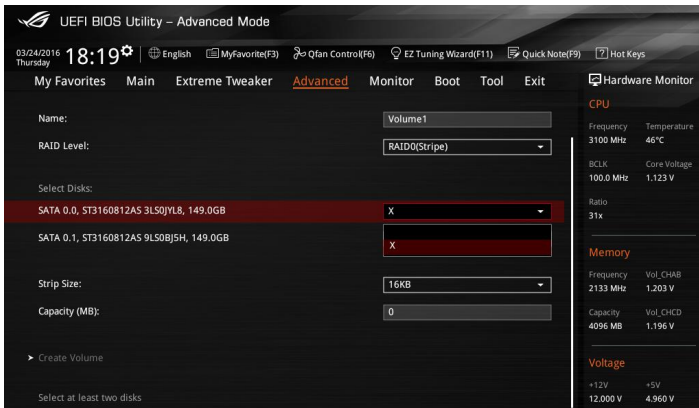 UEFI BIOS Utility – Advanced Mode
03/24/2016 Thursday 18:19 English MyFavorite(F3) Qfan Control(F6) EZ Tuning Wizard(F11) Quick Note(F9) ? Hot Keys
My Favorites Main Extreme Tweaker Advanced Monitor Boot Tool Exit
Name: Volume1
RAID Level: RAID0(Stripe)
Select Disks:
SATA 0.0, ST3160812AS 3LS0JYL8, 149.0GB X
SATA 0.1, ST3160812AS 9LS0BJ5H, 149.0GB
X
Strip Size: 16KB
Capacity (MB): 0
> Create Volume
Select at least two disks
Hardware Monitor
CPU
Frequency Temperature
3100 MHz 46°C
BCLK Core Voltage
100.0 MHz 1.123 V
Ratio
31x
Memory
Frequency Vol_CHAB
2133 MHz 1.203 V
Capacity Vol_CHCD
4096 MB 1.196 V
Voltage
+12V +5V
12.000 V 4.960 V